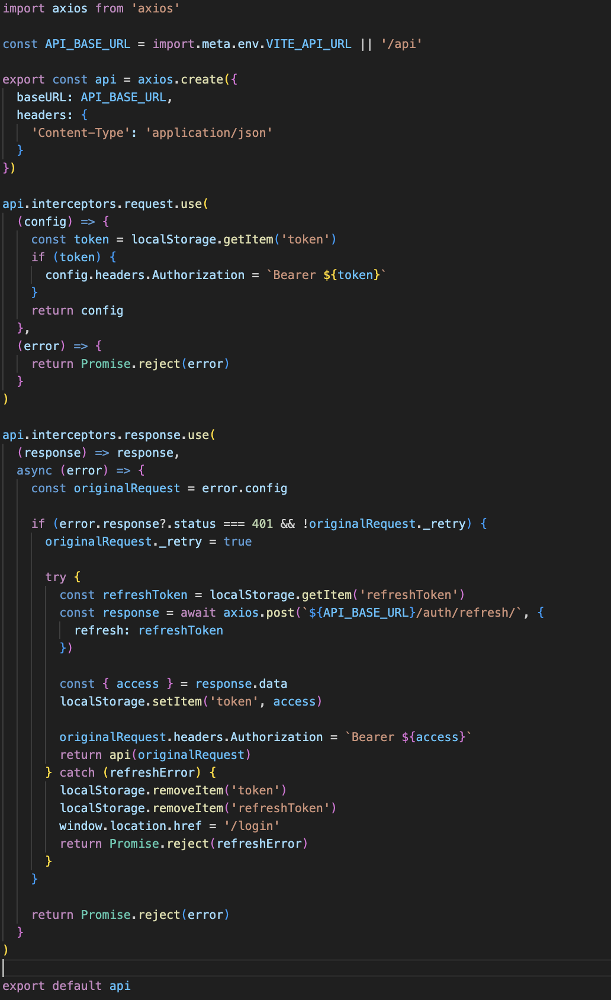 import axios from 'axios'

const API_BASE_URL = import.meta.env.VITE_API_URL || '/api'

export const api = axios.create({
  baseURL: API_BASE_URL,
  headers: {
    'Content-Type': 'application/json'
  }
})

api.interceptors.request.use(
  (config) => {
    const token = localStorage.getItem('token')
    if (token) {
      config.headers.Authorization = `Bearer ${token}`
    }
    return config
  },
  (error) => {
    return Promise.reject(error)
  }
)

api.interceptors.response.use(
  (response) => response,
  async (error) => {
    const originalRequest = error.config

    if (error.response?.status === 401 && !originalRequest._retry) {
      originalRequest._retry = true

      try {
        const refreshToken = localStorage.getItem('refreshToken')
        const response = await axios.post(`${API_BASE_URL}/auth/refresh/`, {
          refresh: refreshToken
        })

        const { access } = response.data
        localStorage.setItem('token', access)

        originalRequest.headers.Authorization = `Bearer ${access}`
        return api(originalRequest)
      } catch (refreshError) {
        localStorage.removeItem('token')
        localStorage.removeItem('refreshToken')
        window.location.href = '/login'
        return Promise.reject(refreshError)
      }
    }

    return Promise.reject(error)
  }
)

export default api